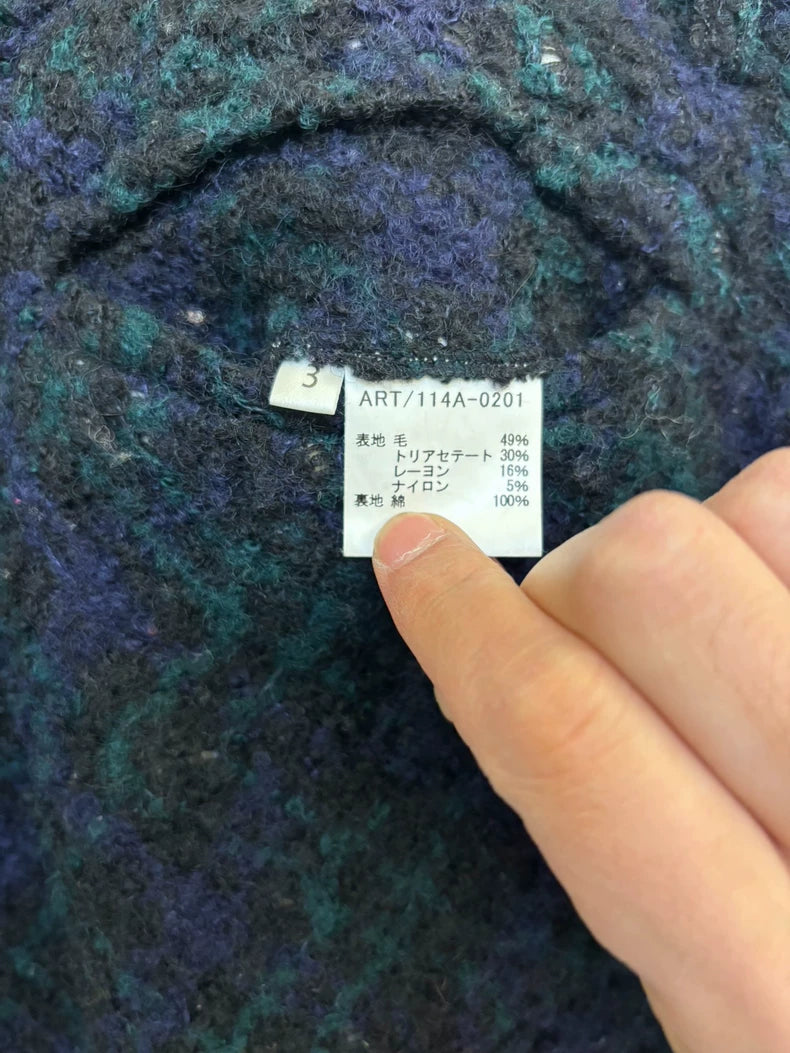 3
ART/114A-0201
表地 毛 49%
トリアセテート 30%
レーヨン 16%
ナイロン 5%
裏地 綿 100%